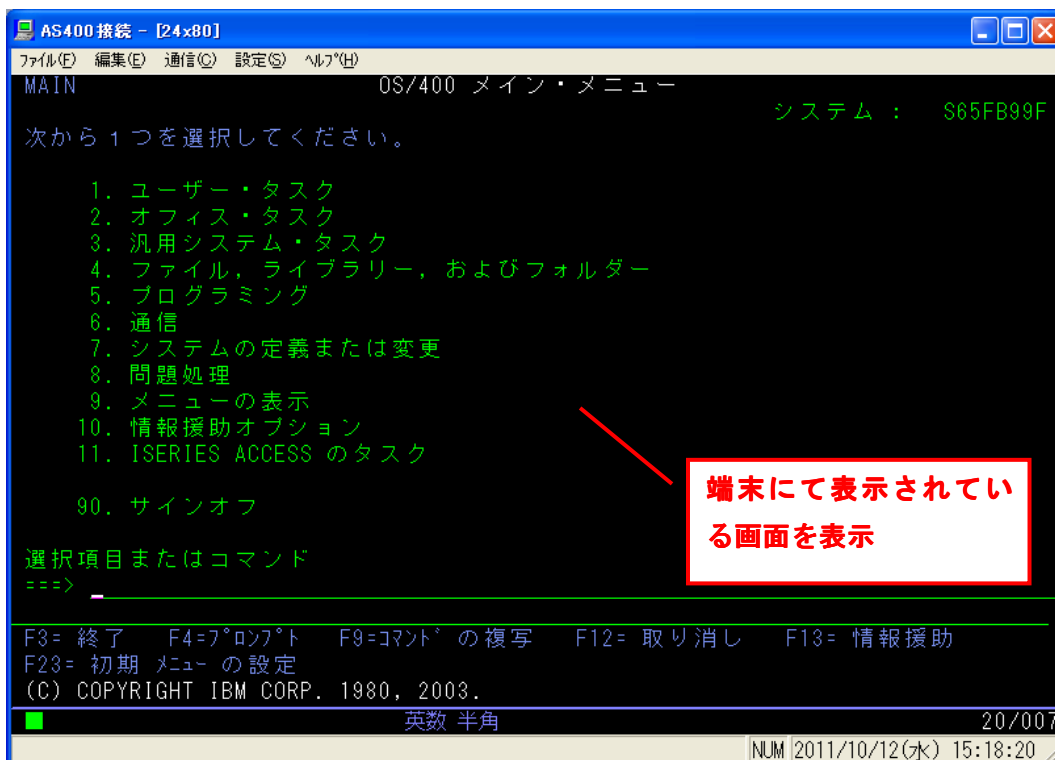 AS400接続 - [24x80]
ファイル(F) 編集(E) 通信(C) 設定(S) ヘルプ(H)
MAIN OS/400 メイン・メニュー
システム : S65FB99F
次から1つを選択してください。
1. ユーザー・タスク
2. オフィス・タスク
3. 汎用システム・タスク
4. ファイル, ライブラリー, およびフォルダー
5. プログラミング
6. 通信
7. システムの定義または変更
8. 問題処理
9. メニューの表示
10. 情報援助オプション
11. ISERIES ACCESS のタスク
90. サインオフ
端末にて表示されてい
る画面を表示
選択項目またはコマンド
===>
F3= 終了 F4=プロンプト F9=コマンド の複写 F12= 取り消し F13= 情報援助
F23= 初期 メニュー の設定
(C) COPYRIGHT IBM CORP. 1980, 2003.
英数 半角 20/007
NUM 2011/10/12(水) 15:18:20